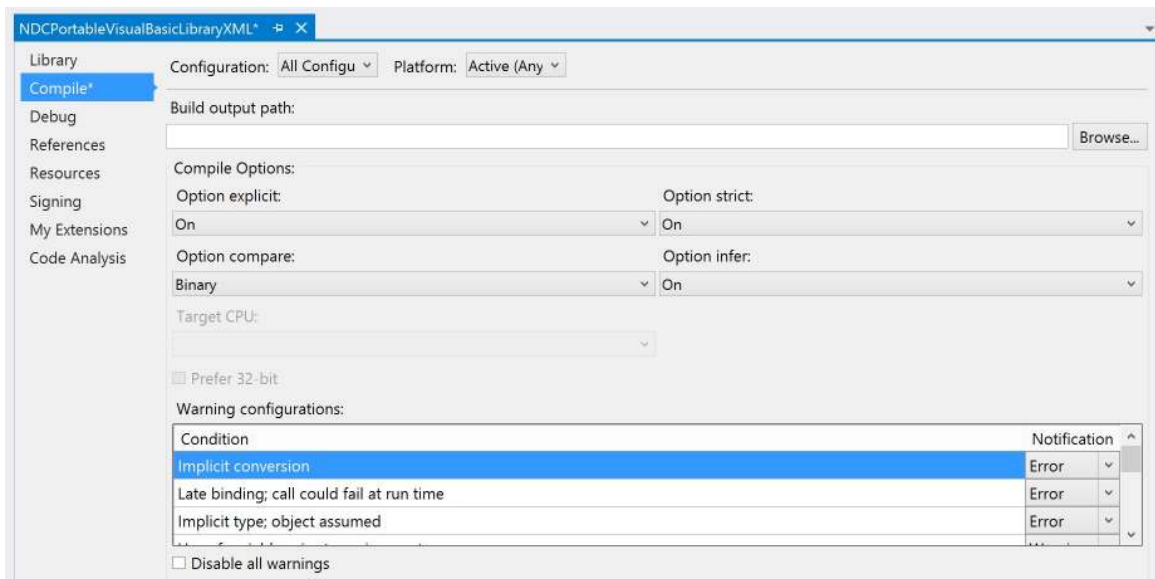 NDCPortableVisualBasicLibraryXML*
Library
Compile*
Debug
References
Resources
Signing
My Extensions
Code Analysis
Configuration: All Configu Platform: Active (Any
Build output path:
Browse...
Compile Options:
Option explicit: Option strict:
On On
Option compare: Option infer:
Binary On
Target CPU:
Prefer 32-bit
Warning configurations:
Condition Notification
Implicit conversion Error
Late binding; call could fail at run time Error
Implicit type; object assumed Error
Disable all warnings